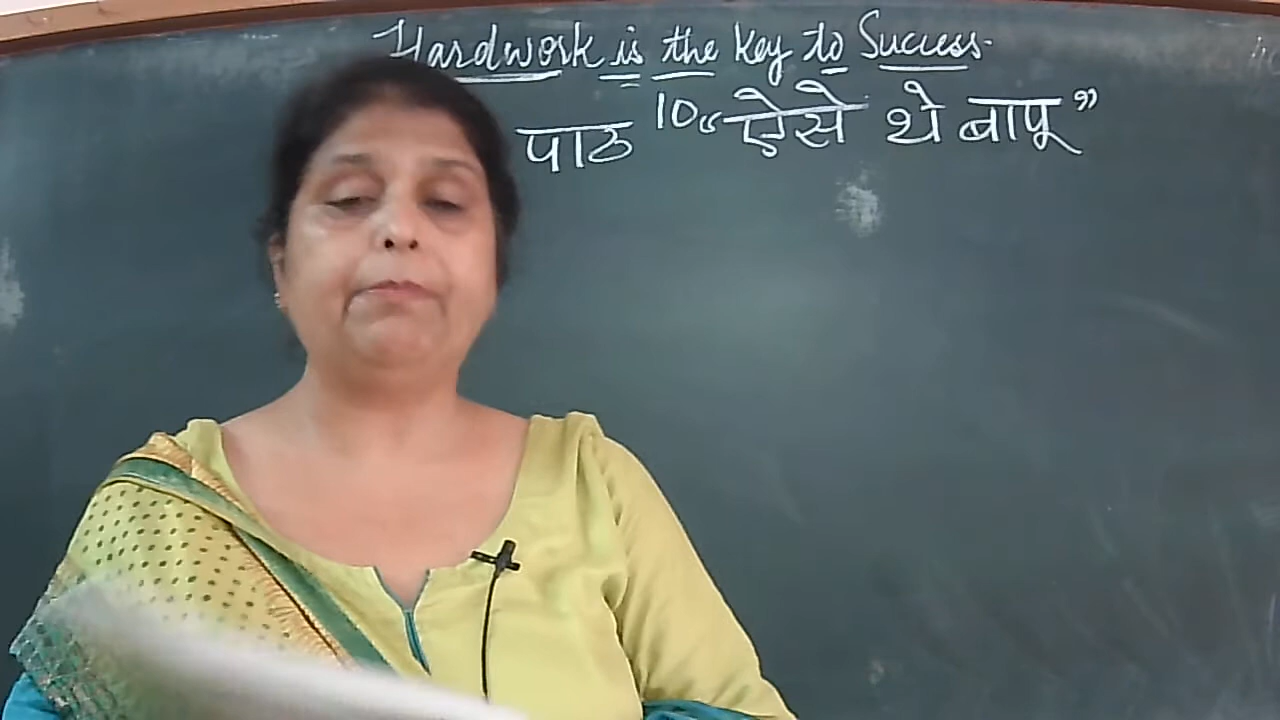 Hardwork is the key to Success.
पाठ 10 "ऐसे थे बापू"